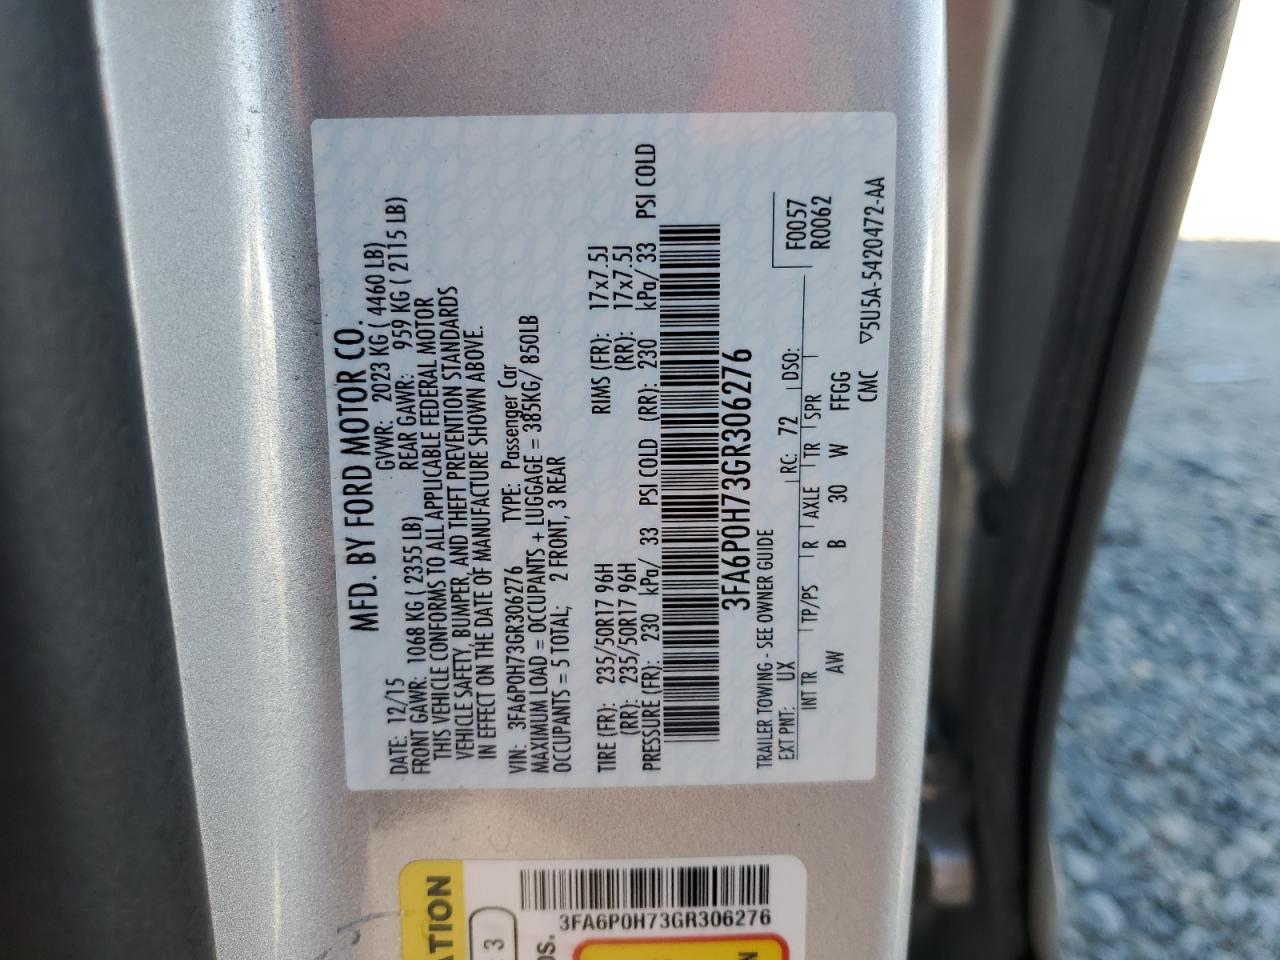 MFD. BY FORD MOTOR CO.
DATE: 12/15 GVWR: 2023 KG ( 4460 LB)
FRONT GAWR: 1068 KG ( 2355 LB) REAR GAWR: 959 KG ( 2115 LB)
THIS VEHICLE CONFORMS TO ALL APPLICABLE FEDERAL MOTOR
VEHICLE SAFETY, BUMPER, AND THEFT PREVENTION STANDARDS
IN EFFECT ON THE DATE OF MANUFACTURE SHOWN ABOVE.
VIN: 3FA6P0H73GR306276 TYPE: Passenger Car
MAXIMUM LOAD = OCCUPANTS + LUGGAGE = 385KG/ 850LB
OCCUPANTS = 5 TOTAL; 2 FRONT, 3 REAR
TIRE (FR): 235/50R17 96H RIMS (FR): 17x7.5J
(RR): 235/50R17 96H (RR): 17x7.5J
PRESSURE (FR): 230 kPa/ 33 PSI COLD (RR): 230 kPa/ 33 PSI COLD
3FA6P0H73GR306276
TRAILER TOWING - SEE OWNER GUIDE
EXT PNT: UX RC: 72 DSO: F0057
R0062
INT TR TP/PS R AXLE TR SPR
AW B 30 W FFGG
CMC ▽5U5A-5420472-AA
ATION
3
OS.
3FA6P0H73GR306276